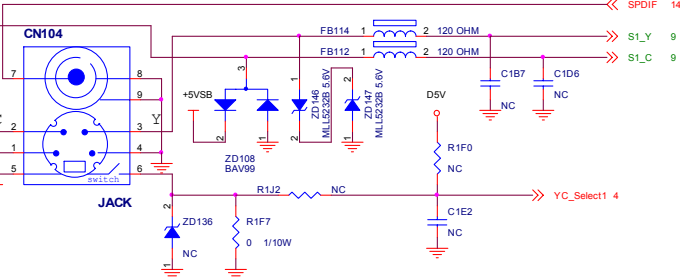 SPDIF 14
CN104
FB114 1 2 120 OHM
S1_Y 9
FB112 1 2 120 OHM
S1_C 9
3
7 8
1
2
ZD146
MLL5232B 5.6V
ZD147
MLL5232B 5.6V
C1B7
C1D6
9
+5VSB
D5V
NC
NC
Y
2 3
2
1
2
R1F0
1 4
ZD108
BAV99
NC
5 6
switch
R1J2
NC
YC_Select1 4
JACK
2
ZD136
R1F7
C1E2
0 1/10W
NC
NC
1